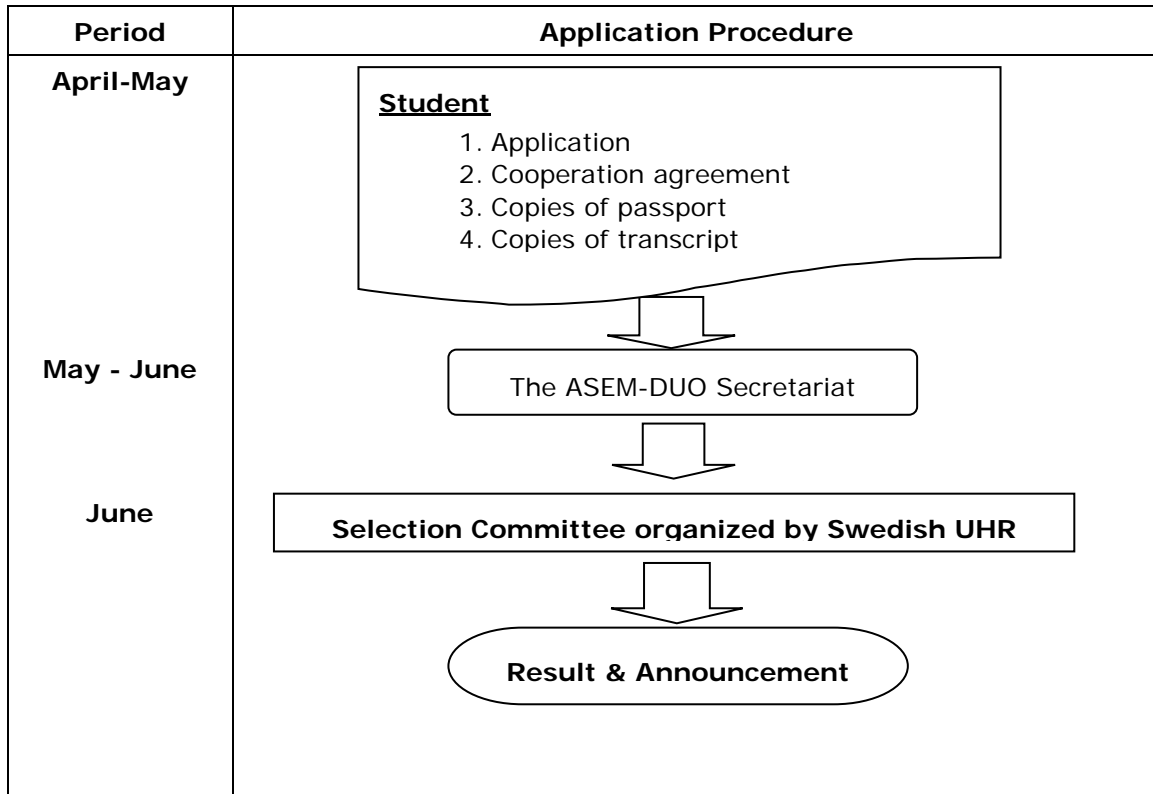 Period Application Procedure
April-May
Student
1. Application
2. Cooperation agreement
3. Copies of passport
4. Copies of transcript
May - June
The ASEM-DUO Secretariat
June
Selection Committee organized by Swedish UHR
Result & Announcement